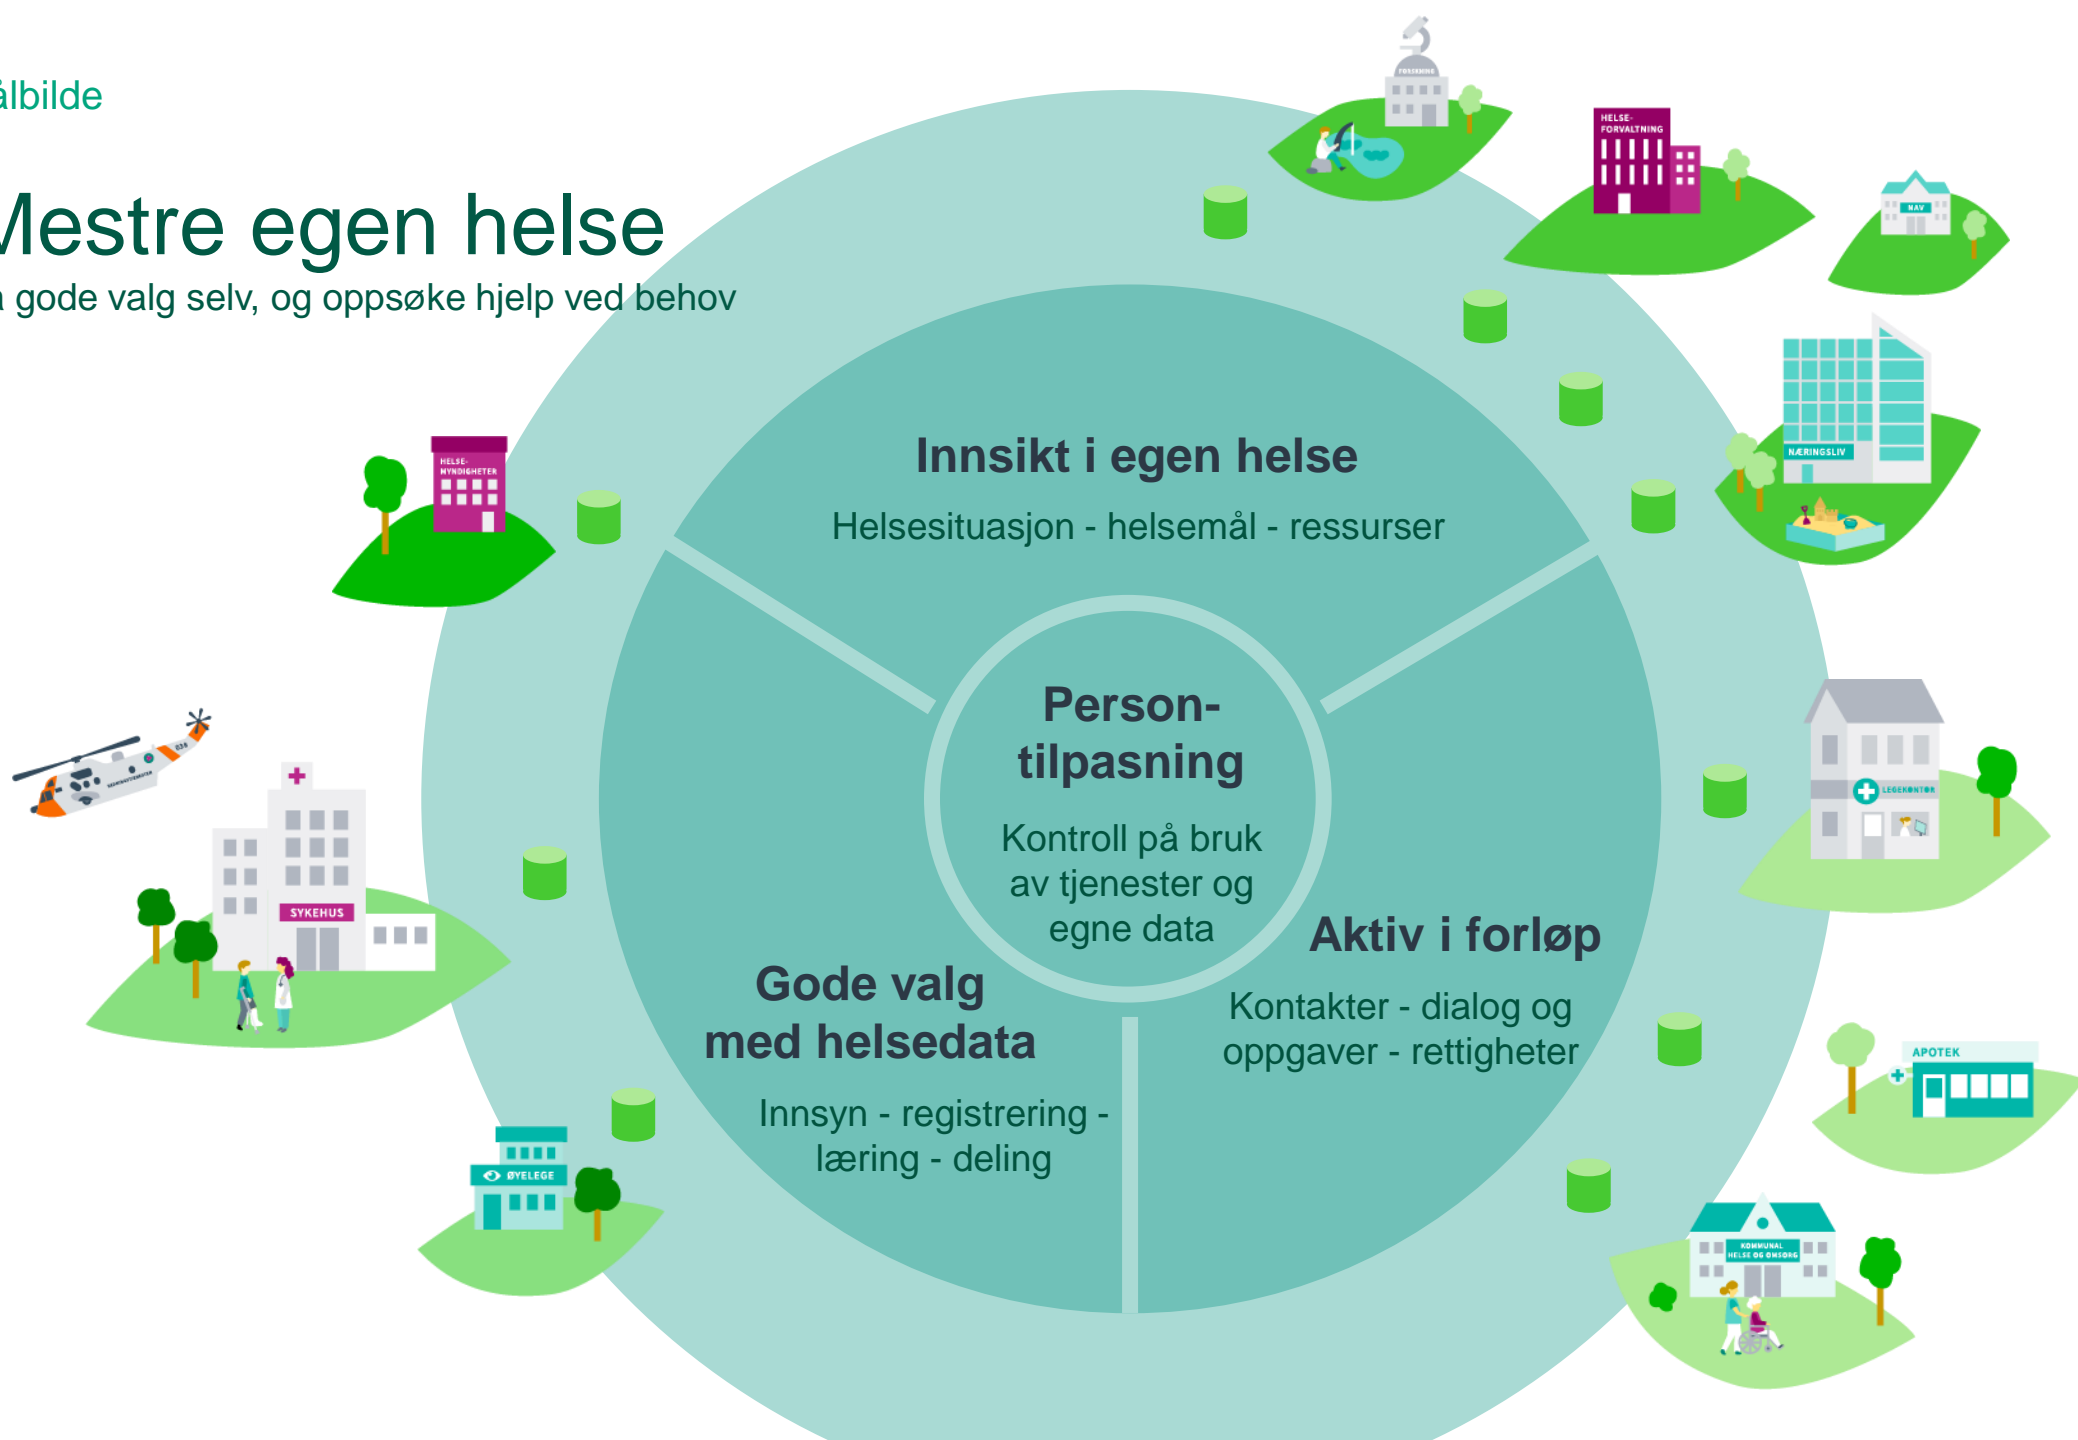 ålbilde
Mestre egen helse
a gode valg selv, og oppsøke hjelp ved behov
FORSKNING
HELSE-
FORVALTNING
NAV
NÆRINGSLIV
HELSE-
MYNDIGHETER
Innsikt i egen helse
Helsesituasjon - helsemål - ressurser
Person-
tilpasning
Kontroll på bruk
av tjenester og
egne data
Gode valg
med helsedata
Innsyn - registrering -
læring - deling
Aktiv i forløp
Kontakter - dialog og
oppgaver - rettigheter
SYKEHUS
ØYELEGE
LEGEKONTOR
APOTEK
KOMMUNAL
HELSE OG OMSORG